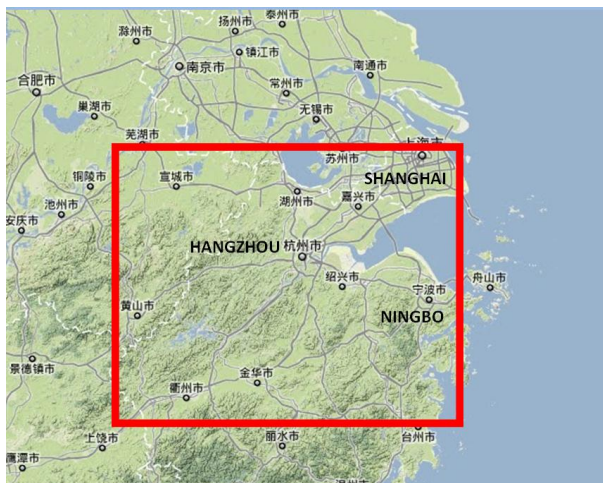 扬州市
泰州市
滁州市
镇江市
南京市
合肥市
南通市
常州市
巢湖市
无锡市
芜湖市
上海市
苏州市
铜陵市
宣城市
SHANGHAI
湖州市
嘉兴市
池州市
安庆市
HANGZHOU
杭州市
绍兴市
宁波市
舟山市
黄山市
NINGBO
景德镇市
金华市
衢州市
上饶市
丽水市
台州市
鹰潭市
温州市